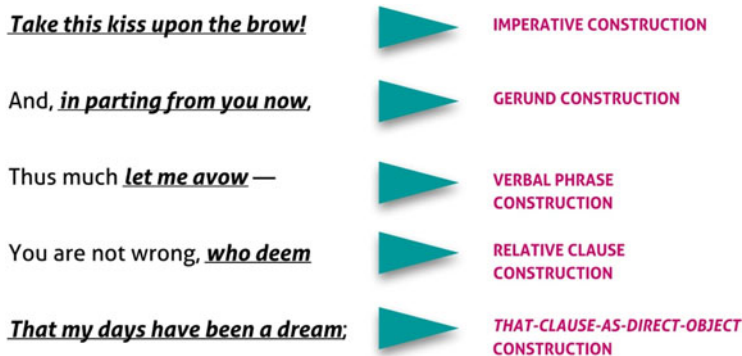 Take this kiss upon the brow! IMPERATIVE CONSTRUCTION
And, in parting from you now, GERUND CONSTRUCTION
Thus much let me avow — VERBAL PHRASE
CONSTRUCTION
You are not wrong, who deem RELATIVE CLAUSE
CONSTRUCTION
That my days have been a dream; THAT-CLAUSE-AS-DIRECT-OBJECT
CONSTRUCTION